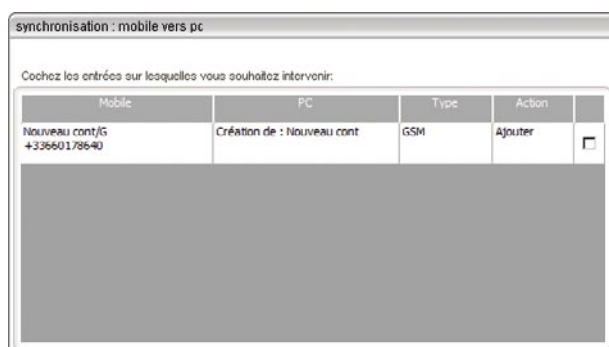 synchronisation : mobile vers pc
Cochez les entrées sur lesquelles vous souhaitez intervenir:
Mobile PC Type Action
Nouveau cont/G Création de : Nouveau cont GSM Ajouter
+33660178640